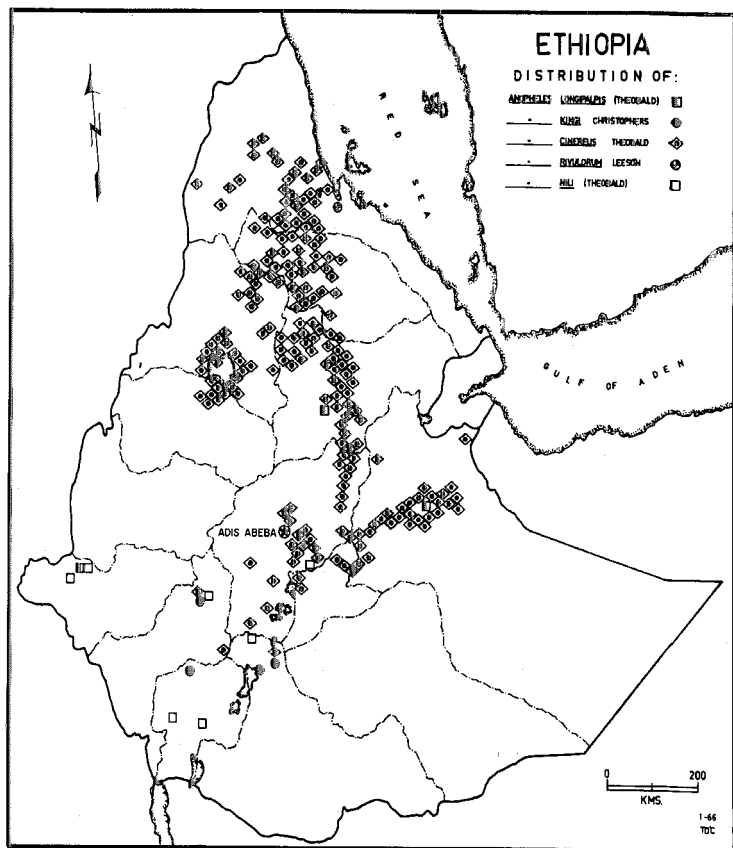 ETHIOPIA
DISTRIBUTION OF:
ANOPHELES LONGIPALPIS (THEOBALD)
" KINGI CHRISTOPHERS
" CINEREUS THEOBALD
" RIVULORUM LEESON
" NILI (THEOBALD)
RED SEA
GULF OF ADEN
ADIS ABEBA
0 200
KMS.
1-66